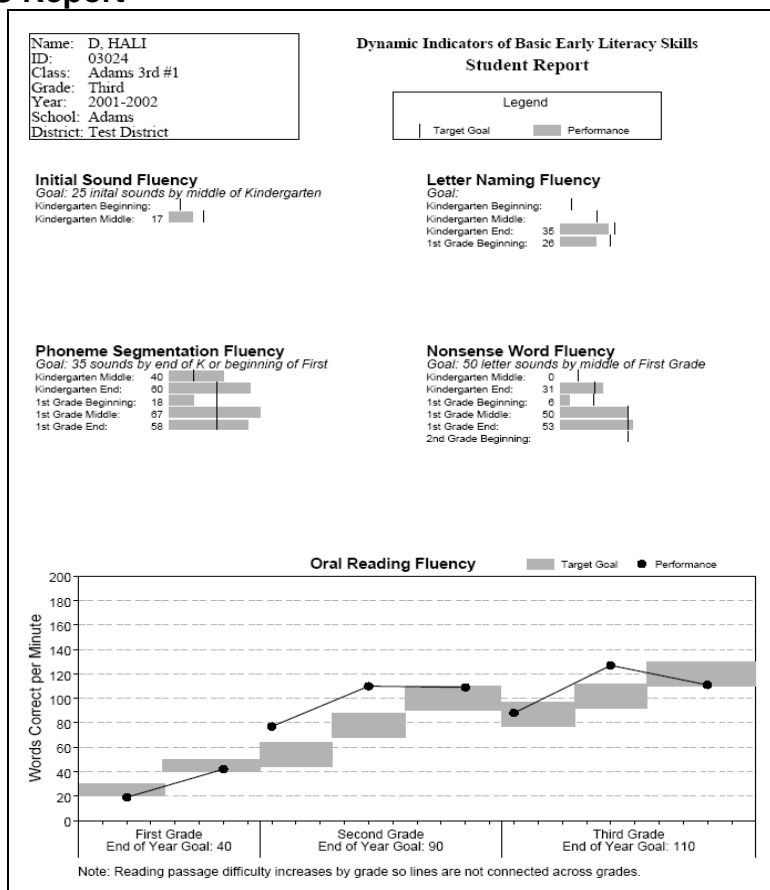 Report
Name: D, HALI
ID: 03024
Class: Adams 3rd #1
Grade: Third
Year: 2001-2002
School: Adams
District: Test District
Dynamic Indicators of Basic Early Literacy Skills
Student Report
Legend
Target Goal Performance
Initial Sound Fluency
Goal: 25 inital sounds by middle of Kindergarten
Kindergarten Beginning:
Kindergarten Middle: 17
Letter Naming Fluency
Goal:
Kindergarten Beginning:
Kindergarten Middle:
Kindergarten End: 35
1st Grade Beginning: 26
Phoneme Segmentation Fluency
Goal: 35 sounds by end of K or beginning of First
Kindergarten Middle: 40
Kindergarten End: 60
1st Grade Beginning: 18
1st Grade Middle: 67
1st Grade End: 58
Nonsense Word Fluency
Goal: 50 letter sounds by middle of First Grade
Kindergarten Middle: 0
Kindergarten End: 31
1st Grade Beginning: 6
1st Grade Middle: 50
1st Grade End: 53
2nd Grade Beginning:
Oral Reading Fluency
Target Goal Performance
Words Correct per Minute
200
180
160
140
120
100
80
60
40
20
0
First Grade Second Grade Third Grade
End of Year Goal: 40 End of Year Goal: 90 End of Year Goal: 110
Note: Reading passage difficulty increases by grade so lines are not connected across grades.